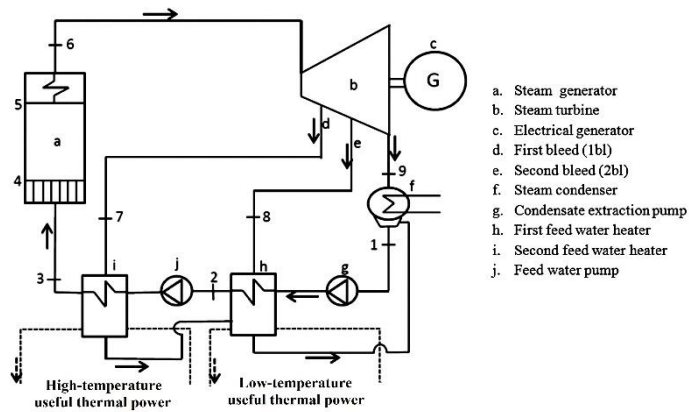 6
c
G
b
5
a
4
d
e
9
f
7
8
1
3
i
j
2
h
g
High-temperature
useful thermal power
Low-temperature
useful thermal power
a. Steam generator
b. Steam turbine
c. Electrical generator
d. First bleed (1bl)
e. Second bleed (2bl)
f. Steam condenser
g. Condensate extraction pump
h. First feed water heater
i. Second feed water heater
j. Feed water pump